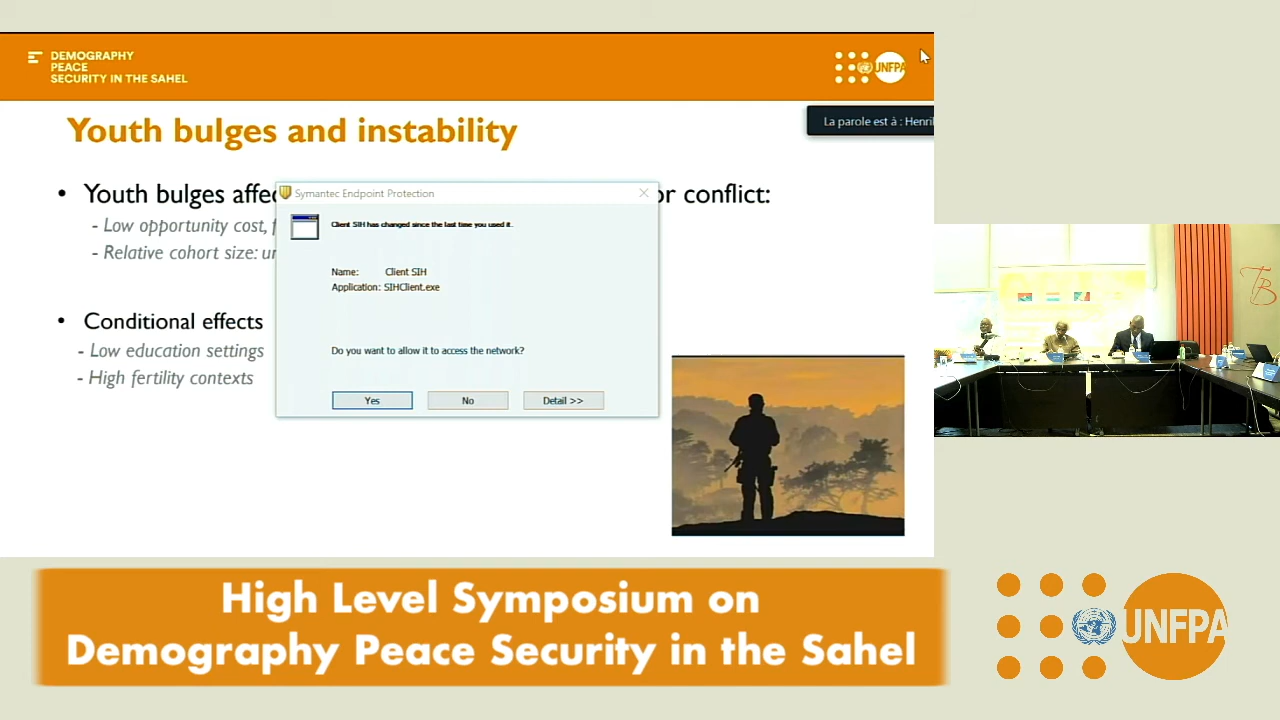 DEMOGRAPHY
PEACE
SECURITY IN THE SAHEL
UNFPA
Youth bulges and instability
La parole est à :
• Youth bulges or conflict:
- Low opportunity cost,
- Relative cohort size:
Symantec Endpoint Protection
Client SIH has changed since the last time you used it.
Name: Client SIH
Application: SIHClient.exe
Do you want to allow it to access the network?
Yes No Detail >>
• Conditional effects
- Low education settings
- High fertility contexts
TB
High Level Symposium on
Demography Peace Security in the Sahel
UNFPA